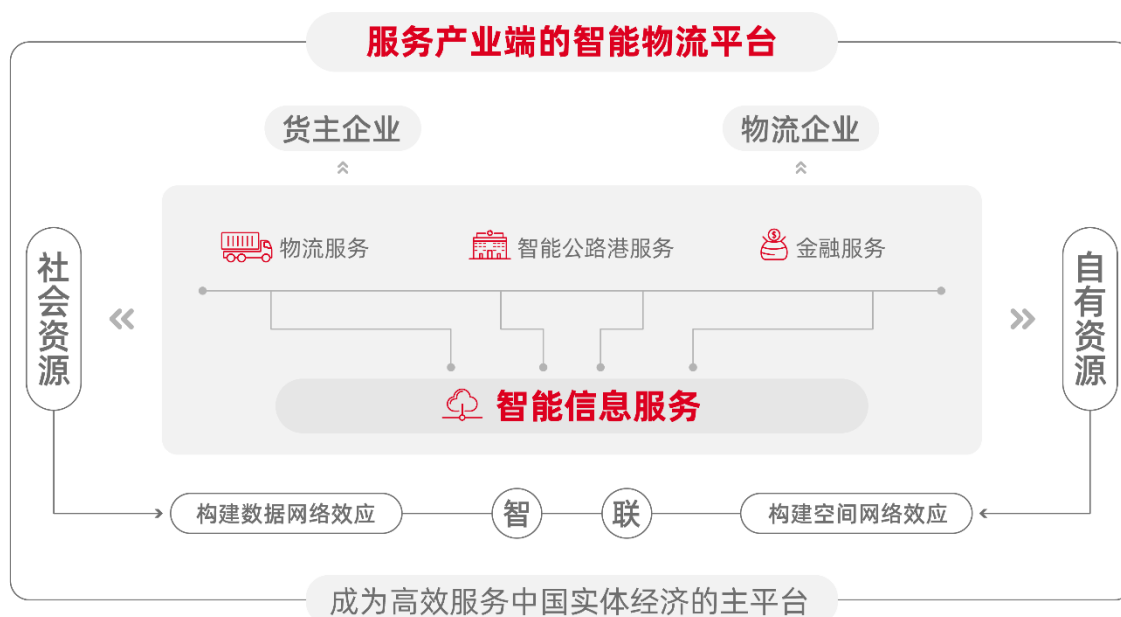 服务产业端的智能物流平台
货主企业
物流企业
物流服务
智能公路港服务
金融服务
社会资源
自有资源
智能信息服务
构建数据网络效应
智
联
构建空间网络效应
成为高效服务中国实体经济的主平台